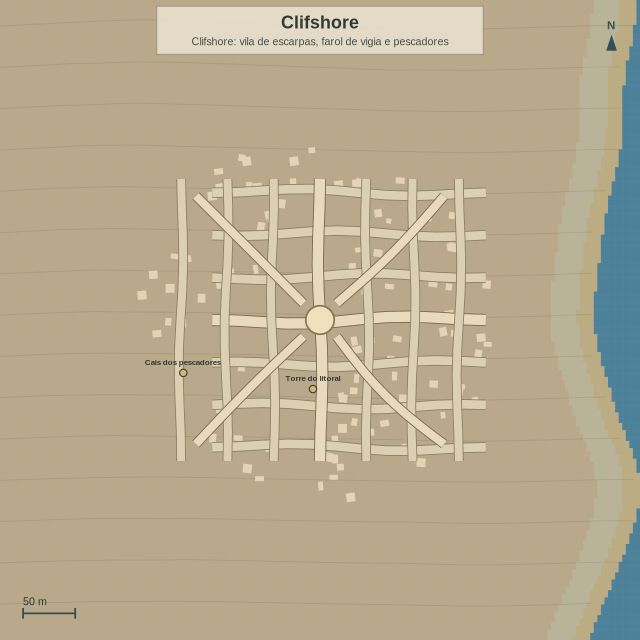 Clifshore
Clifshore: vila de escarpas, farol de vigia e pescadores
N
Cais dos pescadores
Torre do litoral
50 m